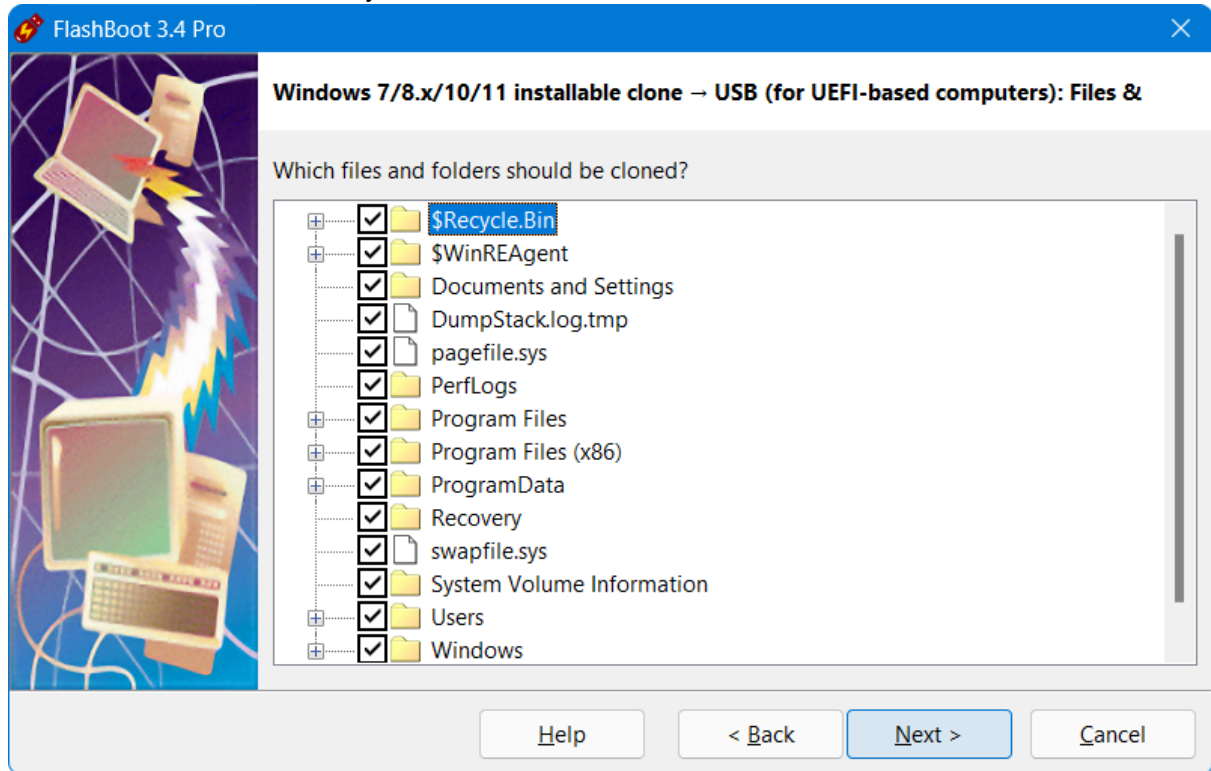 FlashBoot 3.4 Pro
Windows 7/8.x/10/11 installable clone → USB (for UEFI-based computers): Files &
Which files and folders should be cloned?
$Recycle.Bin
$WinREAgent
Documents and Settings
DumpStack.log.tmp
pagefile.sys
PerfLogs
Program Files
Program Files (x86)
ProgramData
Recovery
swapfile.sys
System Volume Information
Users
Windows
Help < Back Next > Cancel